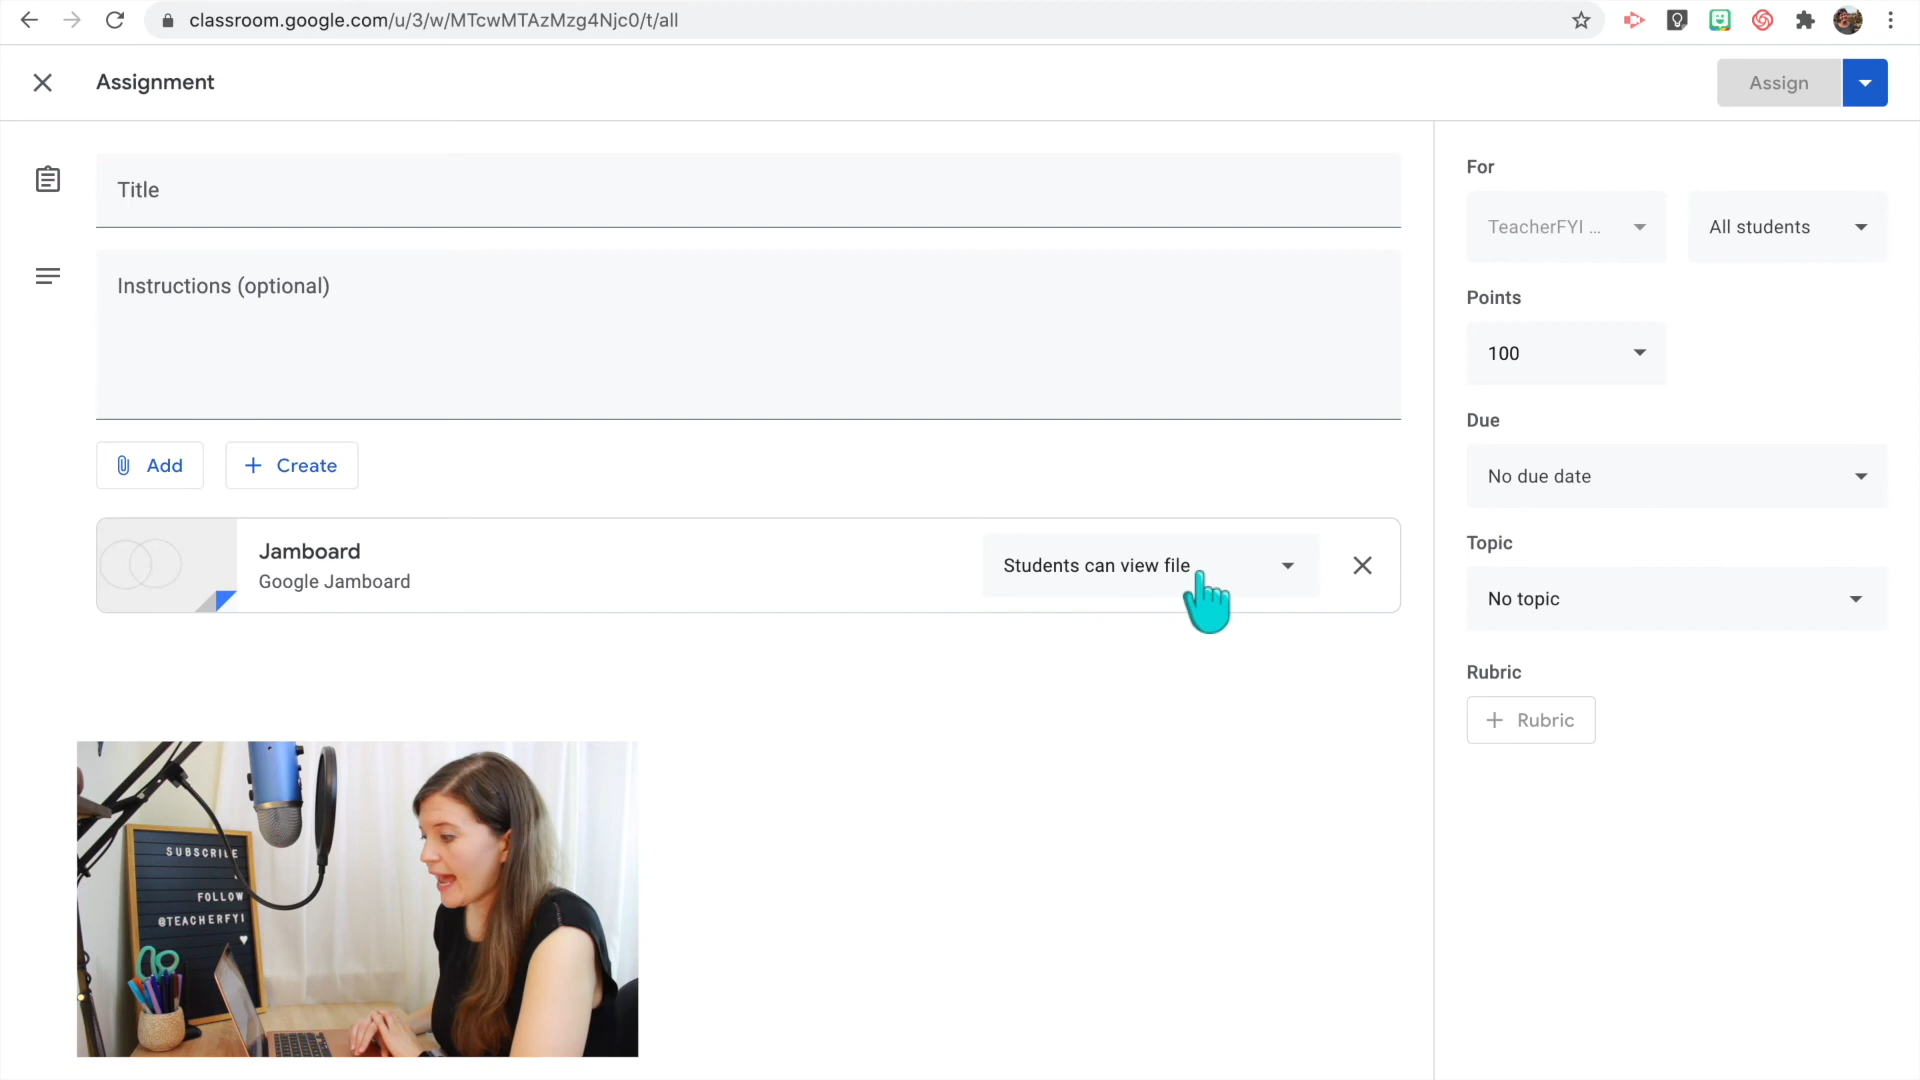 classroom.google.com/u/3/w/MTcwMTAzMzg4Njc0/t/all
Assignment
Assign
Title
Instructions (optional)
Add
Create
Jamboard
Google Jamboard
Students can view file
For
TeacherFYI ...
All students
Points
100
Due
No due date
Topic
No topic
Rubric
Rubric
SUBSCRIBE
FOLLOW
@TEACHERFYI